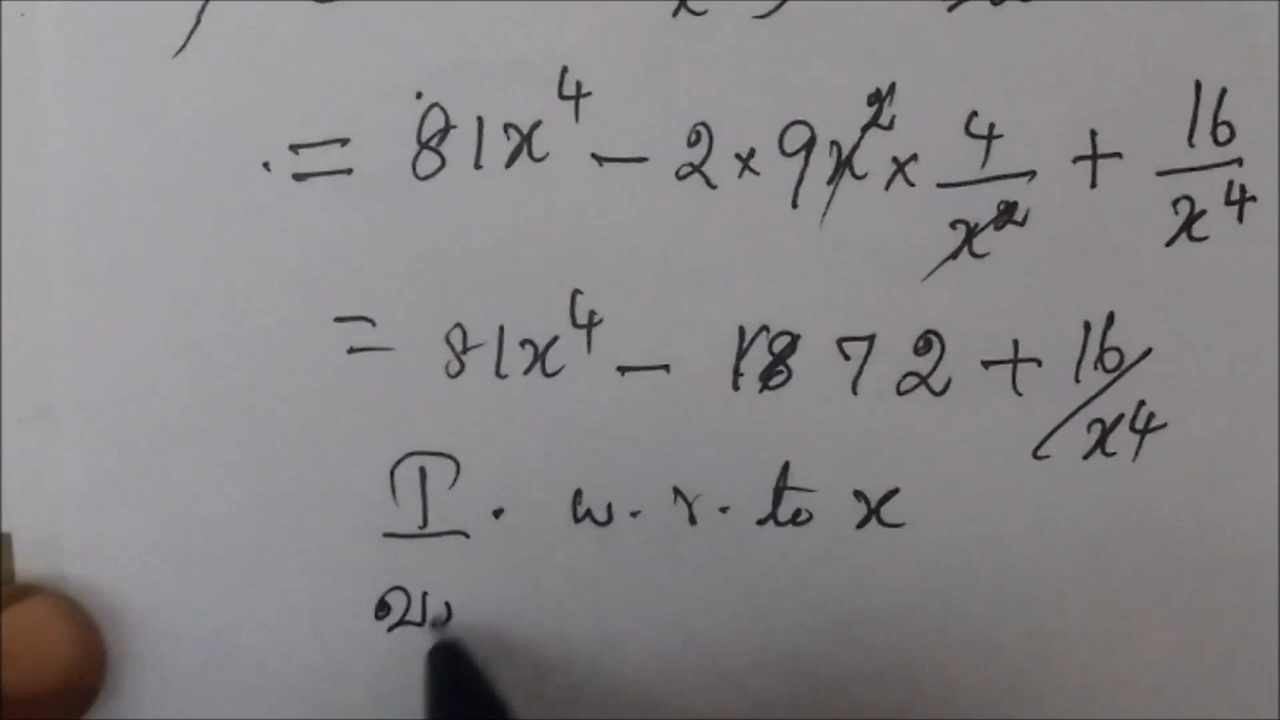 = 81x⁴ - 2 × 9x² × 4/x² + 16/x⁴
= 81x⁴ - 72 + 16/x⁴
I. w.r. to x